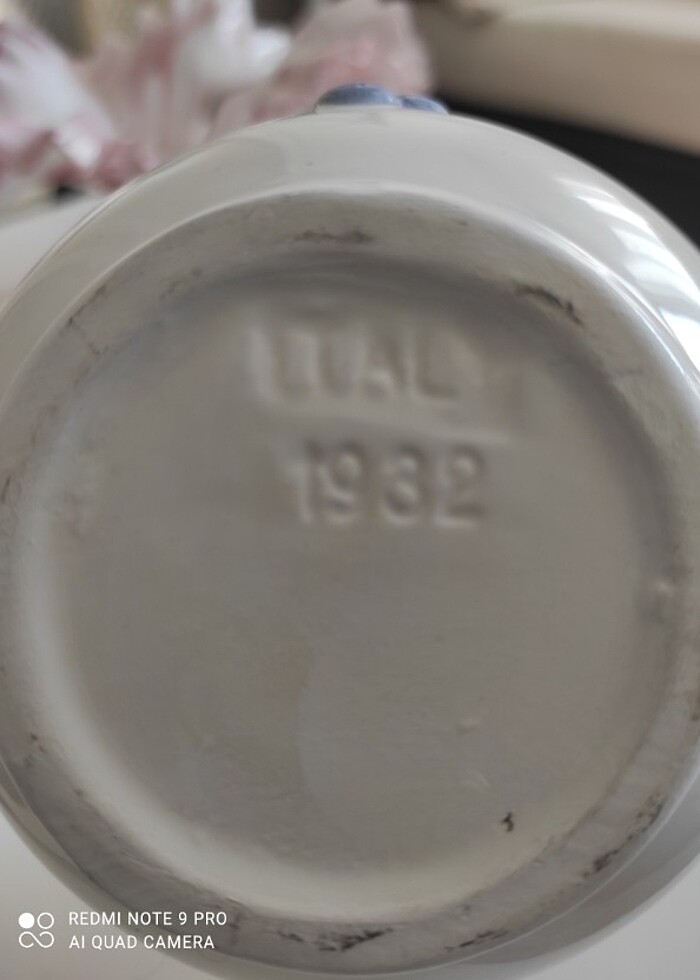 ITALY
1932
REDMI NOTE 9 PRO
AI QUAD CAMERA